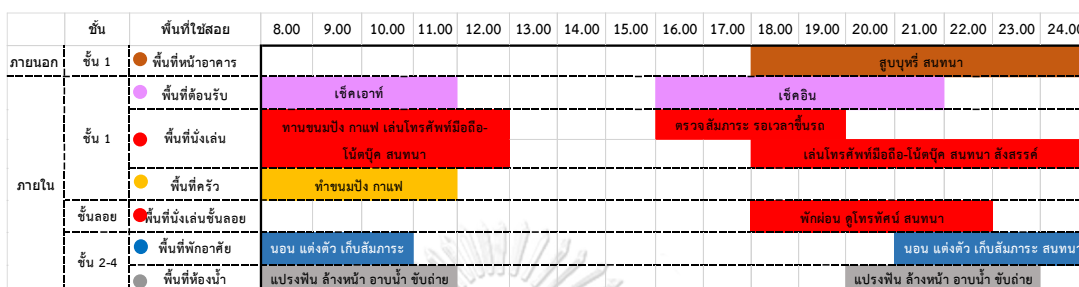 ชั้น พื้นที่ใช้สอย 8.00 9.00 10.00 11.00 12.00 13.00 14.00 15.00 16.00 17.00 18.00 19.00 20.00 21.00 22.00 23.00 24.00
ภายนอก ชั้น 1 พื้นที่หน้าอาคาร สูบบุหรี่ สนทนา
พื้นที่ต้อนรับ เช็คเอาท์ เช็คอิน
ภายใน
ชั้น 1
พื้นที่นั่งเล่น
ทานขนมปัง กาแฟ เล่นโทรศัพท์มือถือ-
โน้ตบุ๊ค สนทนา
ตรวจสัมภาระ รอเวลาขึ้นรถ
เล่นโทรศัพท์มือถือ-โน้ตบุ๊ค สนทนา สังสรรค์
พื้นที่ครัว ทำขนมปัง กาแฟ
ชั้นลอย พื้นที่นั่งเล่นชั้นลอย พักผ่อน ดูโทรทัศน์ สนทนา
ชั้น 2-4
พื้นที่พักอาศัย นอน แต่งตัว เก็บสัมภาระ นอน แต่งตัว เก็บสัมภาระ สนทนา
พื้นที่ห้องน้ำ แปรงฟัน ล้างหน้า อาบน้ำ ขับถ่าย แปรงฟัน ล้างหน้า อาบน้ำ ขับถ่าย